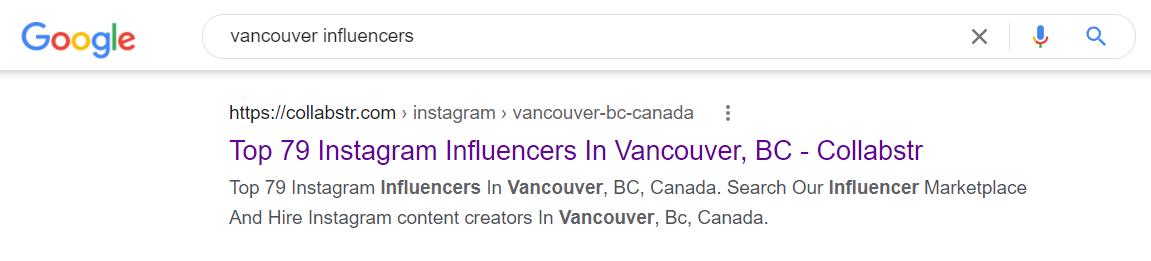 Google
vancouver influencers
https://collabstr.com › instagram › vancouver-bc-canada
Top 79 Instagram Influencers In Vancouver, BC - Collabstr
Top 79 Instagram Influencers In Vancouver, BC, Canada. Search Our Influencer Marketplace
And Hire Instagram content creators In Vancouver, Bc, Canada.